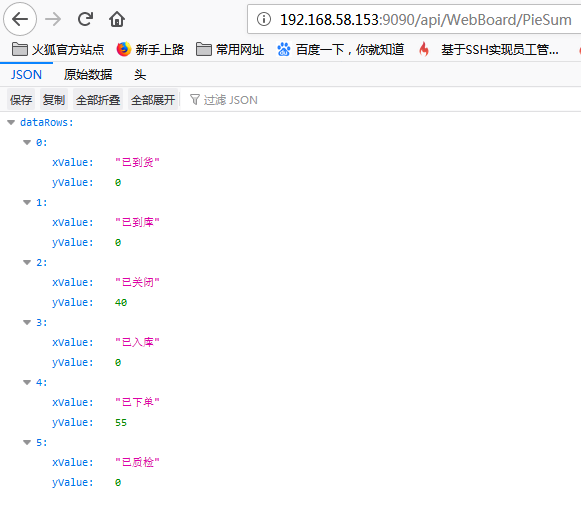 192.168.58.153:9090/api/WebBoard/PieSum
火狐官方站点 新手上路 常用网址 百度一下，你就知道 基于SSH实现员工管...
JSON 原始数据 头
保存 复制 全部折叠 全部展开 过滤 JSON
dataRows:
0:
xValue: "已到货"
yValue: 0
1:
xValue: "已到库"
yValue: 0
2:
xValue: "已关闭"
yValue: 40
3:
xValue: "已入库"
yValue: 0
4:
xValue: "已下单"
yValue: 55
5:
xValue: "已质检"
yValue: 0